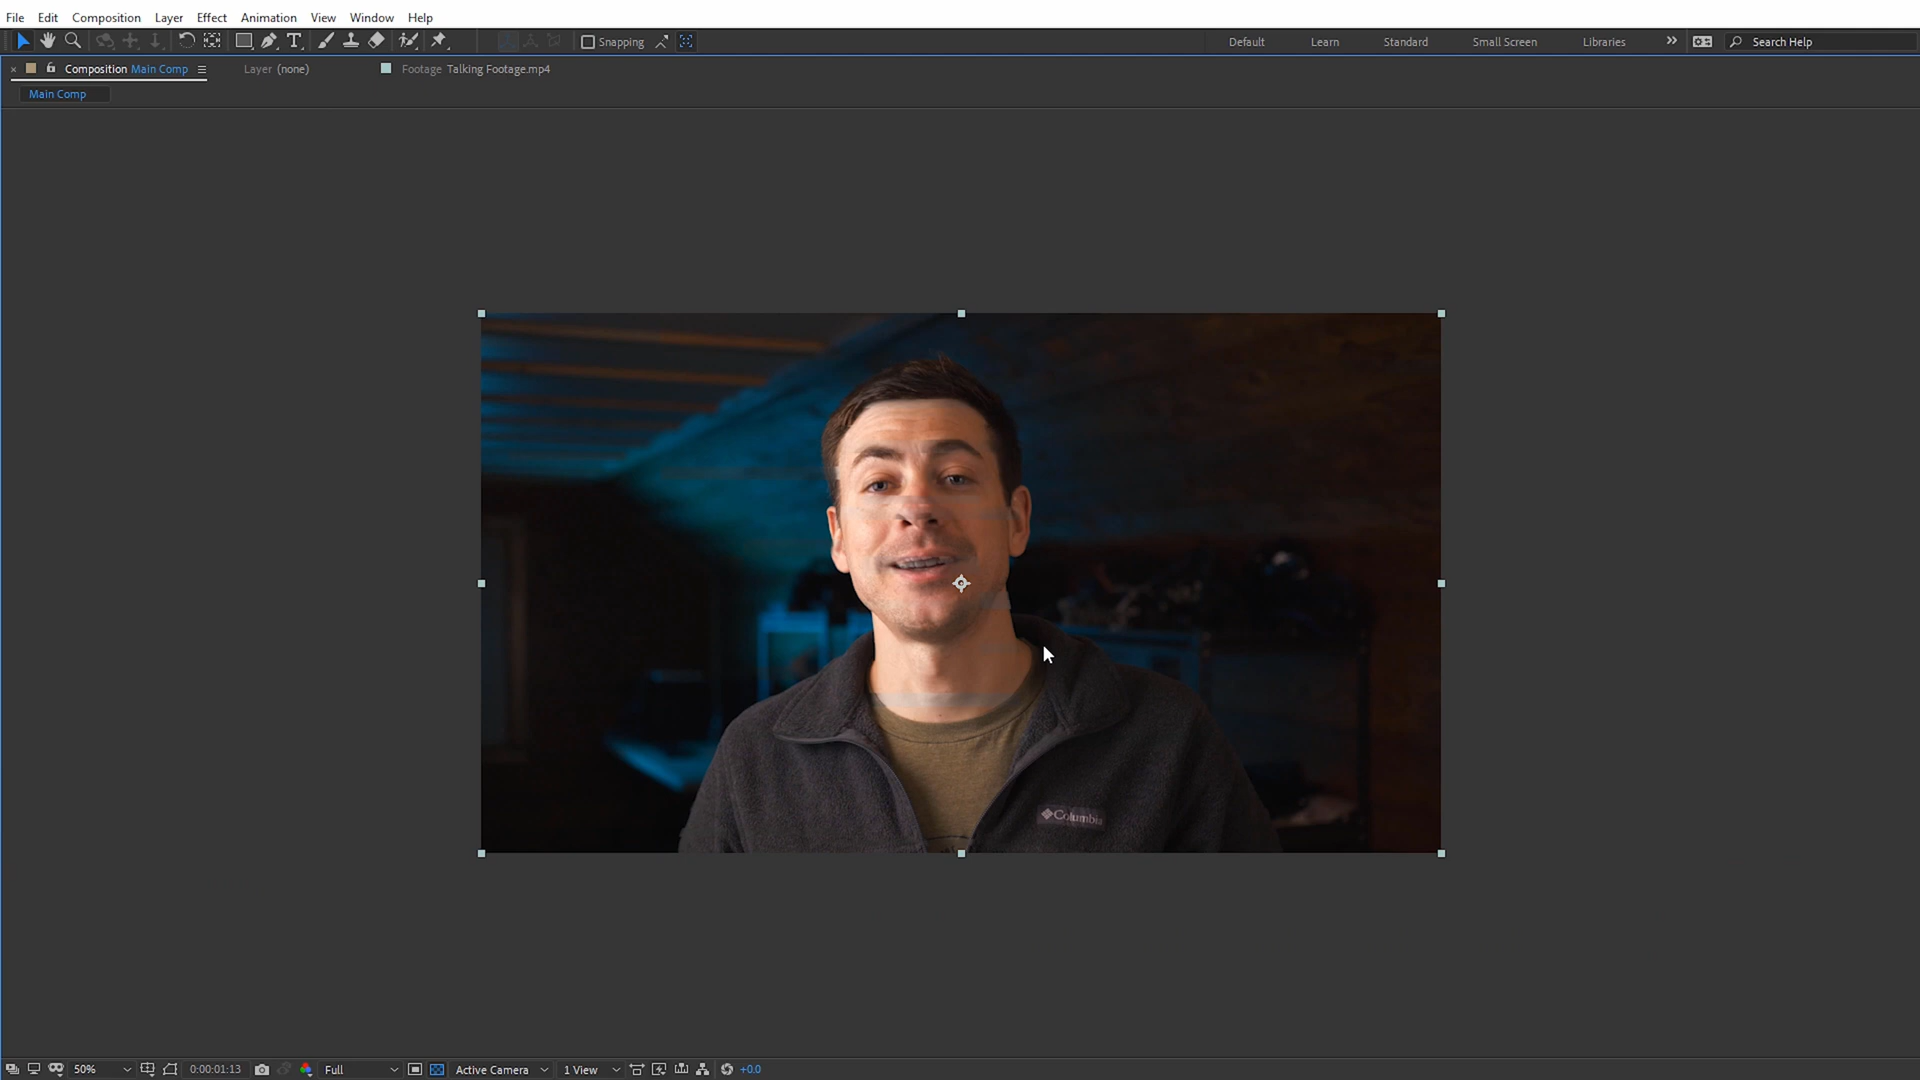 File Edit Composition Layer Effect Animation View Window Help
Snapping Default Learn Standard Small Screen Libraries Search Help
Composition Main Comp Layer (none) Footage Talking Footage.mp4
Main Comp
Columbia
50% 0:00:01:13 Full Active Camera 1 View +0.0